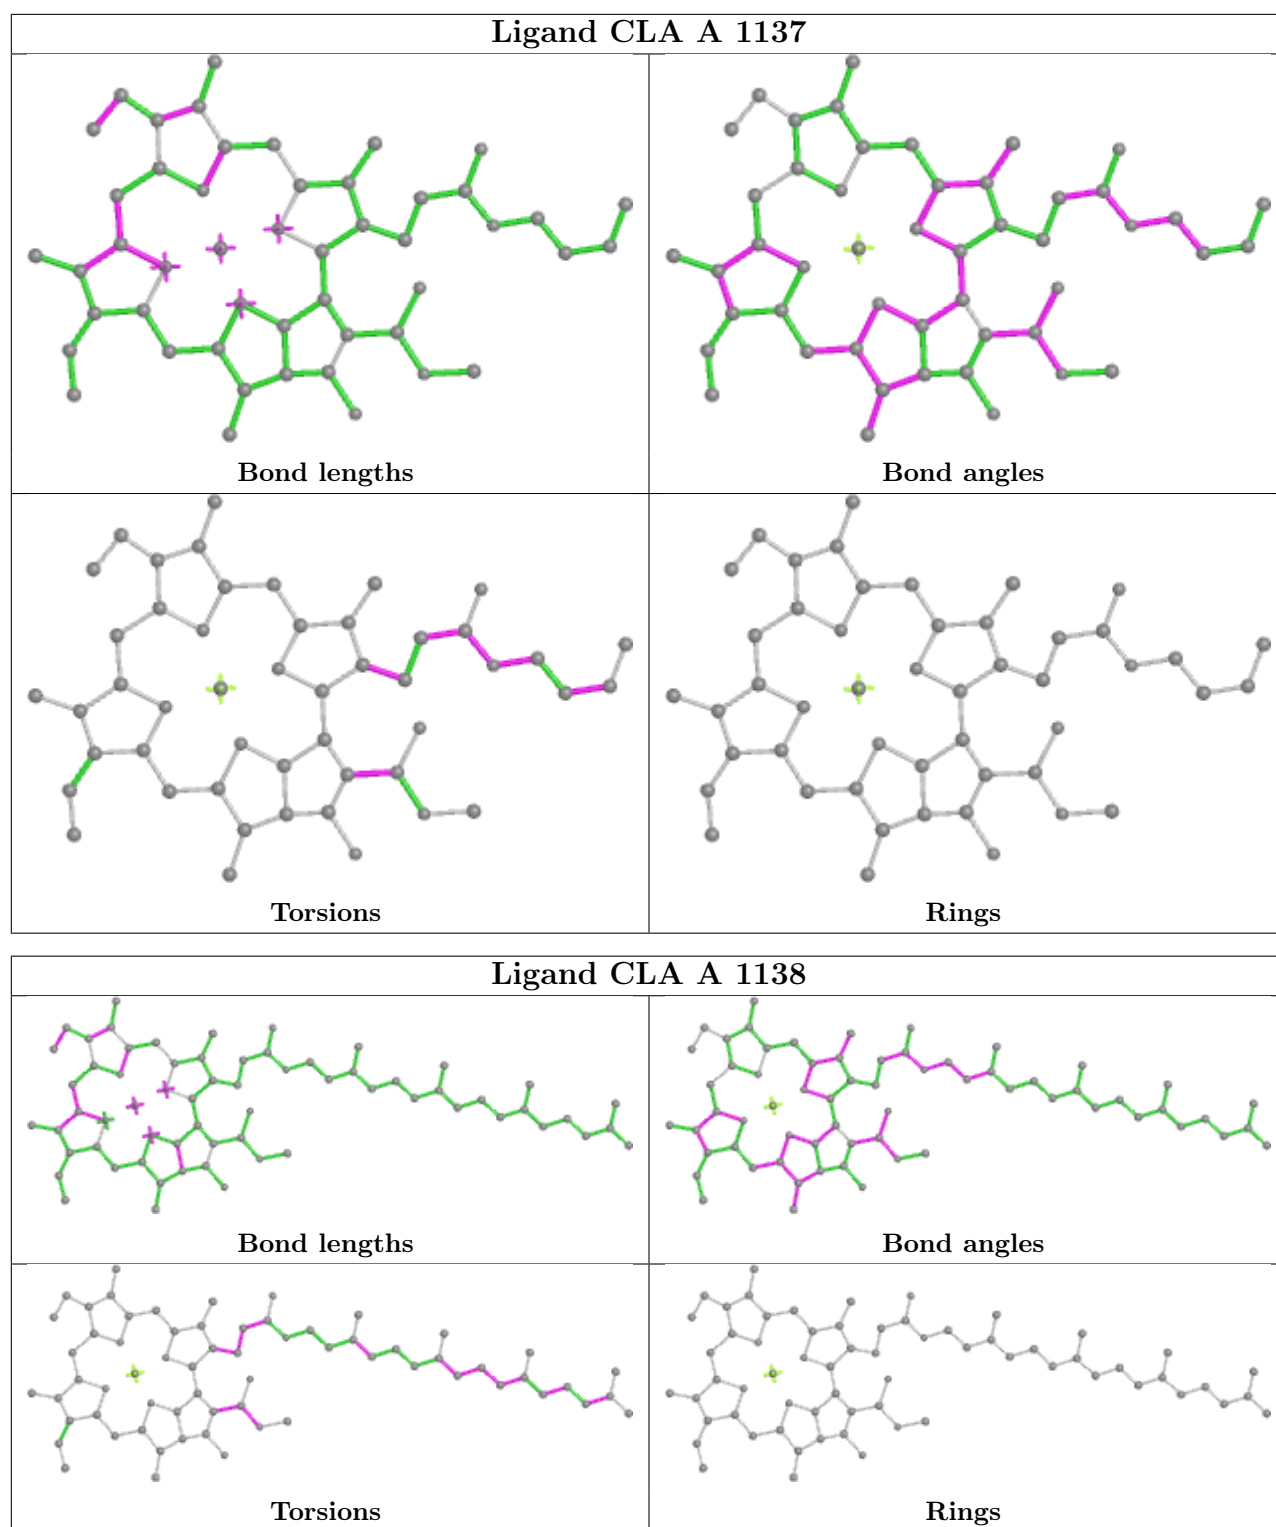 Ligand CLA A 1137
Bond lengths
Bond angles
Torsions
Rings
Ligand CLA A 1138
Bond lengths
Bond angles
Torsions
Rings